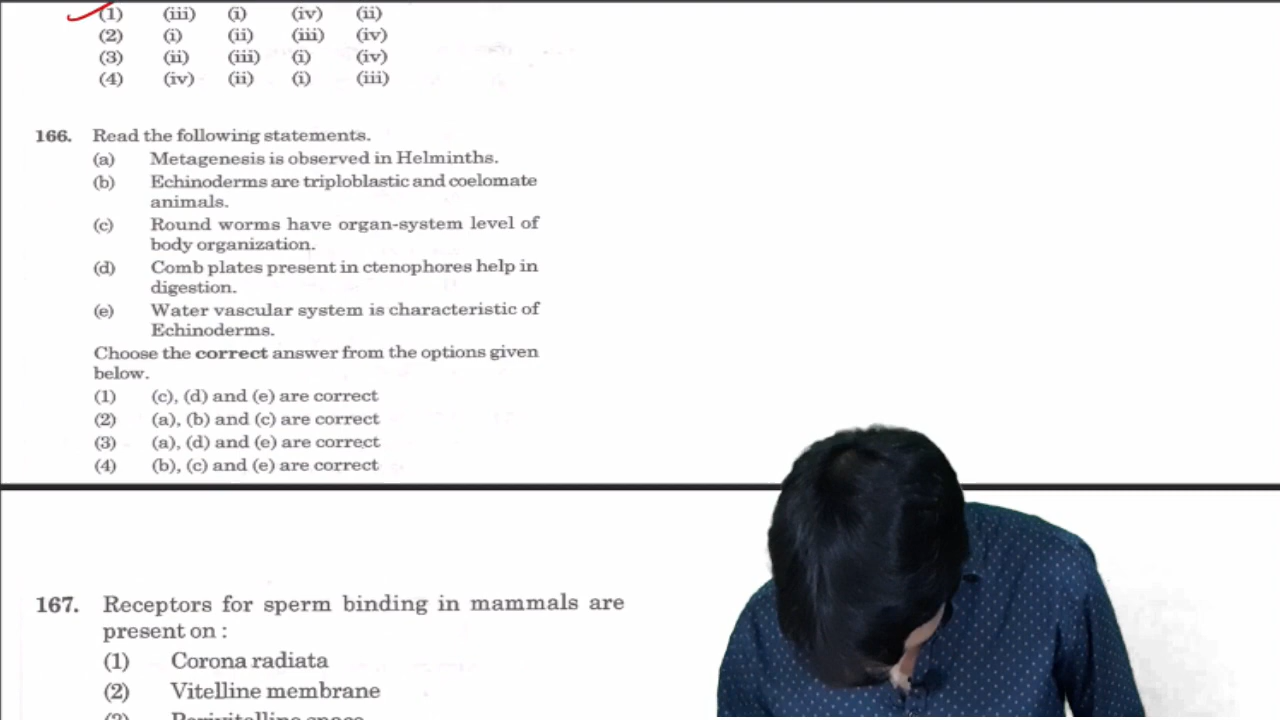 (1) (iii) (i) (iv) (ii)
(2) (i) (ii) (iii) (iv)
(3) (ii) (iii) (i) (iv)
(4) (iv) (ii) (i) (iii)
166. Read the following statements.
(a) Metagenesis is observed in Helminths.
(b) Echinoderms are triploblastic and coelomate
animals.
(c) Round worms have organ-system level of
body organization.
(d) Comb plates present in ctenophores help in
digestion.
(e) Water vascular system is characteristic of
Echinoderms.
Choose the correct answer from the options given
below.
(1) (c), (d) and (e) are correct
(2) (a), (b) and (c) are correct
(3) (a), (d) and (e) are correct
(4) (b), (c) and (e) are correct
167. Receptors for sperm binding in mammals are
present on :
(1) Corona radiata
(2) Vitelline membrane
(3) Perivitelline space